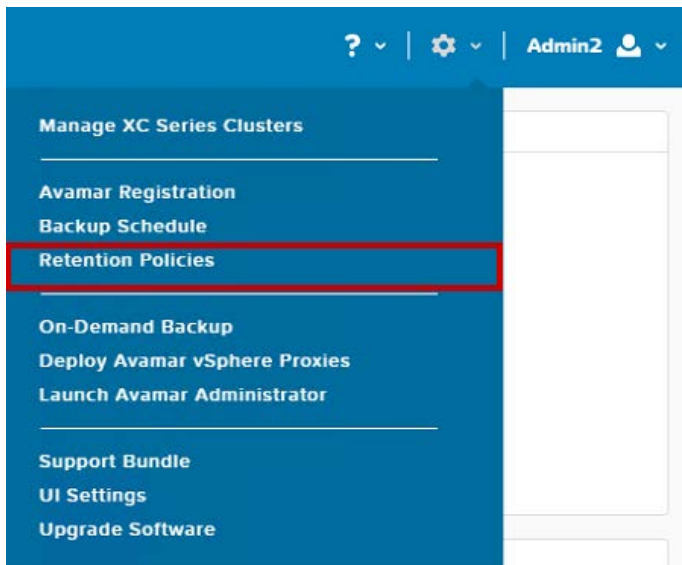 ? | Admin2
Manage XC Series Clusters
Avamar Registration
Backup Schedule
Retention Policies
On-Demand Backup
Deploy Avamar vSphere Proxies
Launch Avamar Administrator
Support Bundle
UI Settings
Upgrade Software